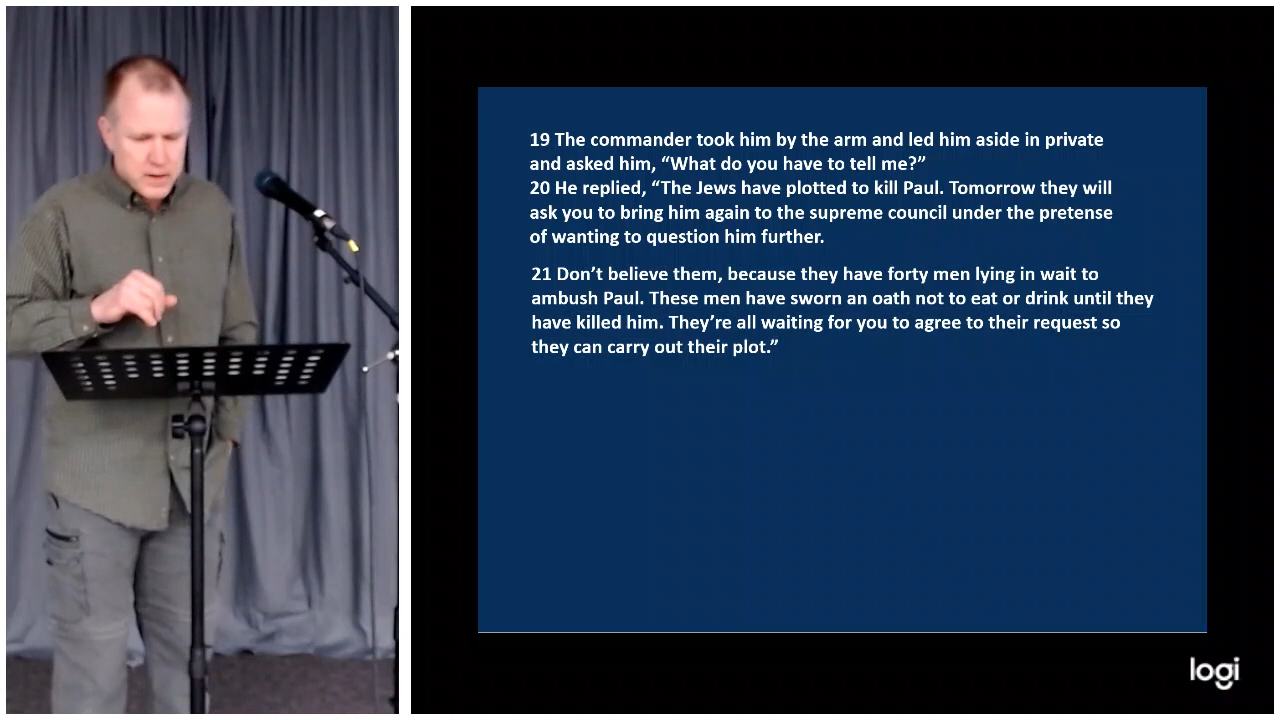 19 The commander took him by the arm and led him aside in private
and asked him, “What do you have to tell me?”
20 He replied, “The Jews have plotted to kill Paul. Tomorrow they will
ask you to bring him again to the supreme council under the pretense
of wanting to question him further.
21 Don’t believe them, because they have forty men lying in wait to
ambush Paul. These men have sworn an oath not to eat or drink until they
have killed him. They’re all waiting for you to agree to their request so
they can carry out their plot.”
logi